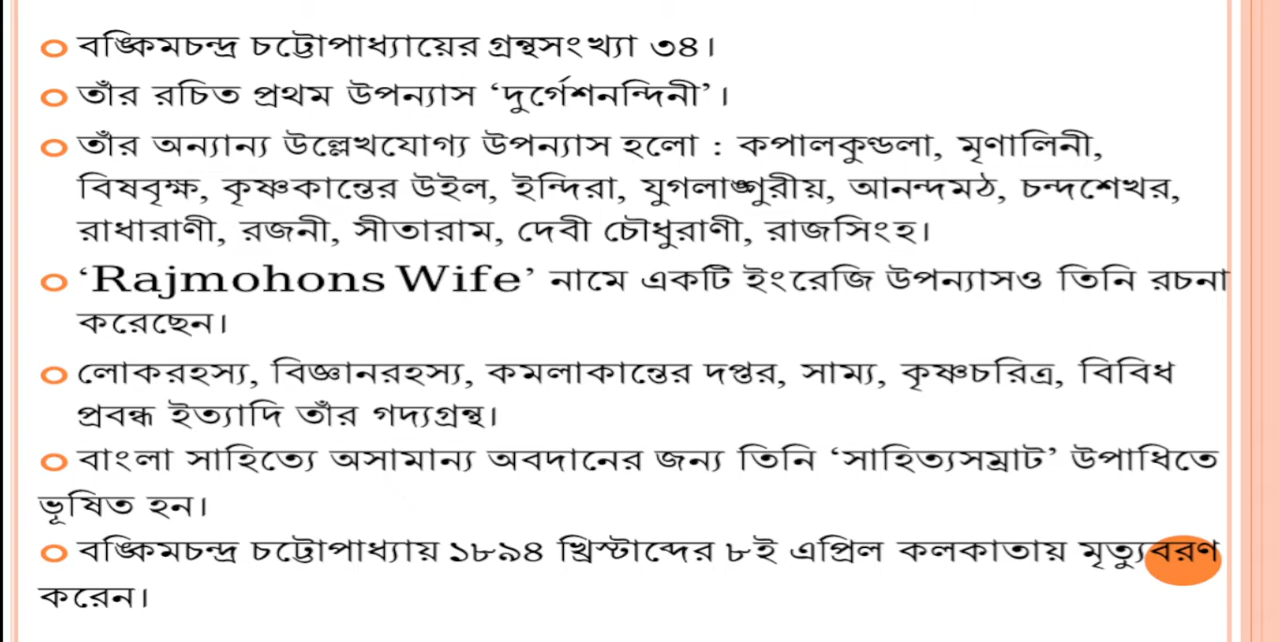 বঙ্কিমচন্দ্র চট্টোপাধ্যায়ের গ্রন্থসংখ্যা ৩৪।
তাঁর রচিত প্রথম উপন্যাস ‘দুর্গেশনন্দিনী’।
তাঁর অন্যান্য উল্লেখযোগ্য উপন্যাস হলো : কপালকুণ্ডলা, মৃণালিনী,
বিষবৃক্ষ, কৃষ্ণকান্তের উইল, ইন্দিরা, যুগলাঙ্গুরীয়, আনন্দমঠ, চন্দশেখর,
রাধারাণী, রজনী, সীতারাম, দেবী চৌধুরাণী, রাজসিংহ।
‘Rajmohons Wife’ নামে একটি ইংরেজি উপন্যাসও তিনি রচনা
করেছেন।
লোকরহস্য, বিজ্ঞানরহস্য, কমলাকান্তের দপ্তর, সাম্য, কৃষ্ণচরিত্র, বিবিধ
প্রবন্ধ ইত্যাদি তাঁর গদ্যগ্রন্থ।
বাংলা সাহিত্যে অসামান্য অবদানের জন্য তিনি ‘সাহিত্যসম্রাট’ উপাধিতে
ভূষিত হন।
বঙ্কিমচন্দ্র চট্টোপাধ্যায় ১৮৯৪ খ্রিস্টাব্দের ৮ই এপ্রিল কলকাতায় মৃত্যুবরণ
করেন।